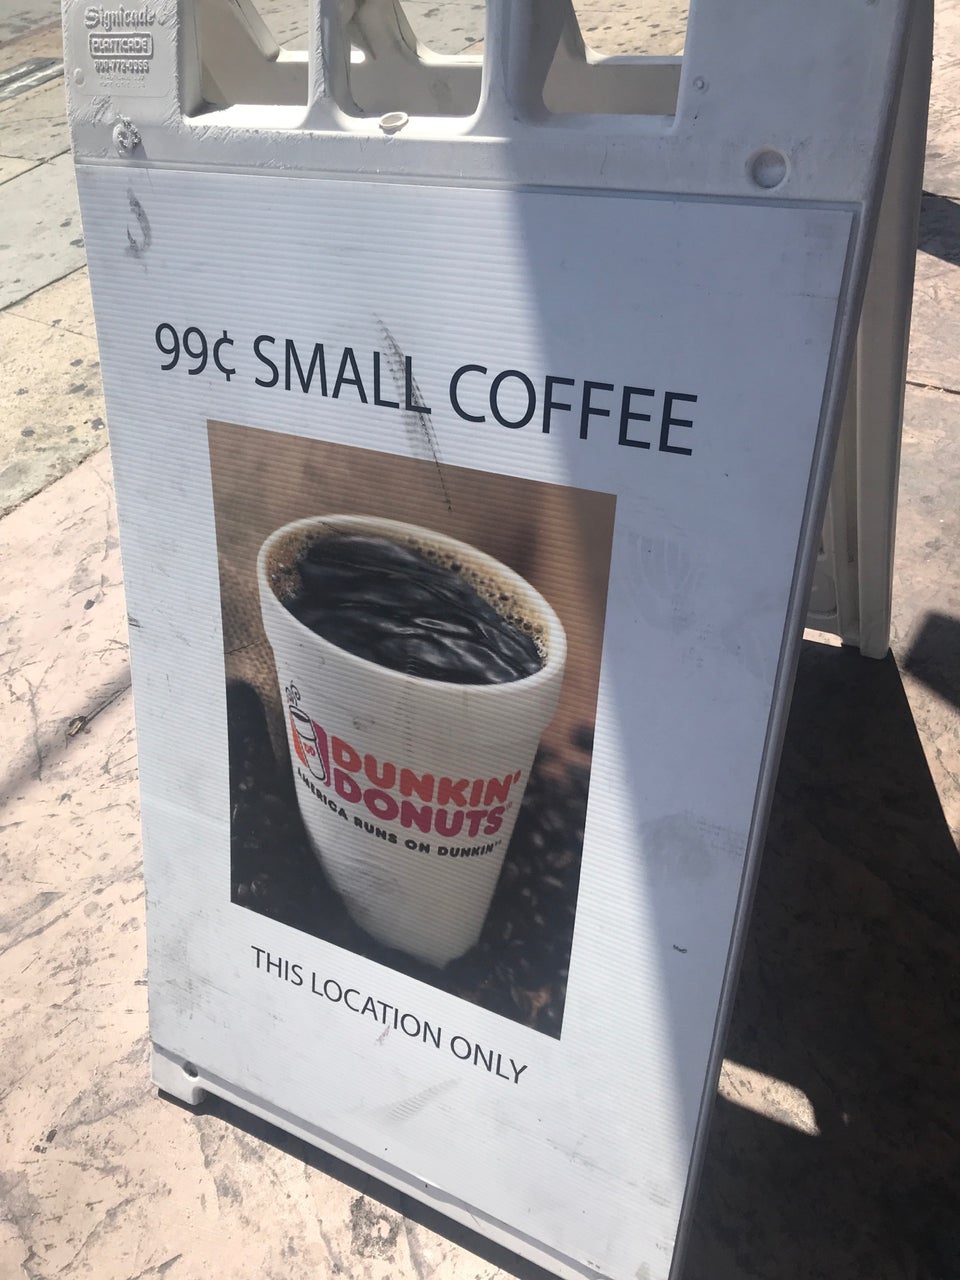 Signicade
PLASTICADE
99¢ SMALL COFFEE
DUNKIN'
DONUTS
AMERICA RUNS ON DUNKIN'
THIS LOCATION ONLY